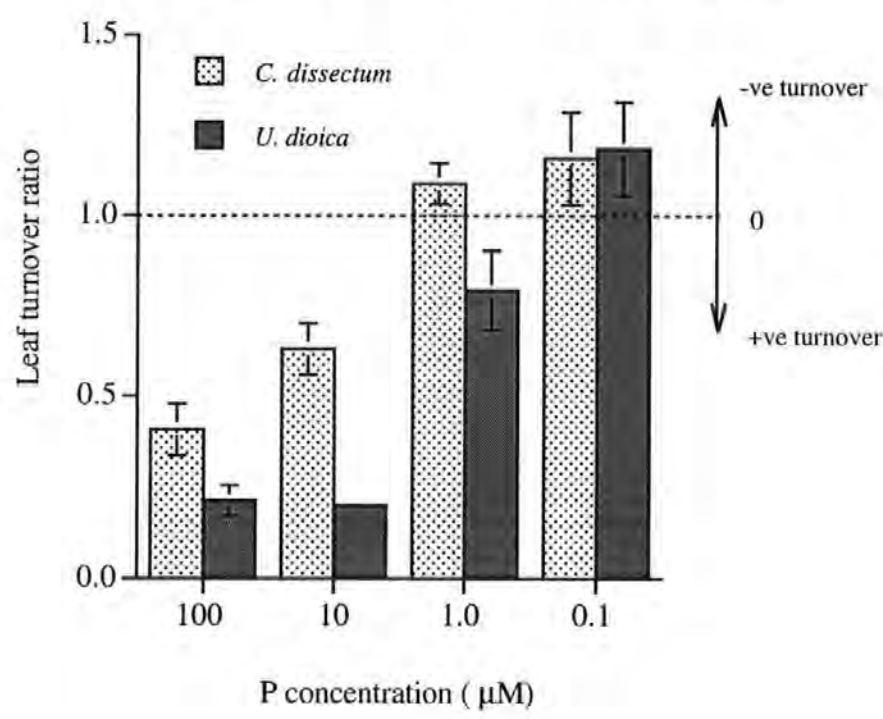 1.5
C. dissectum
U. dioica
-ve turnover
Leaf turnover ratio
1.0
0
+ve turnover
0.5
0.0
100 10 1.0 0.1
P concentration ( μM)